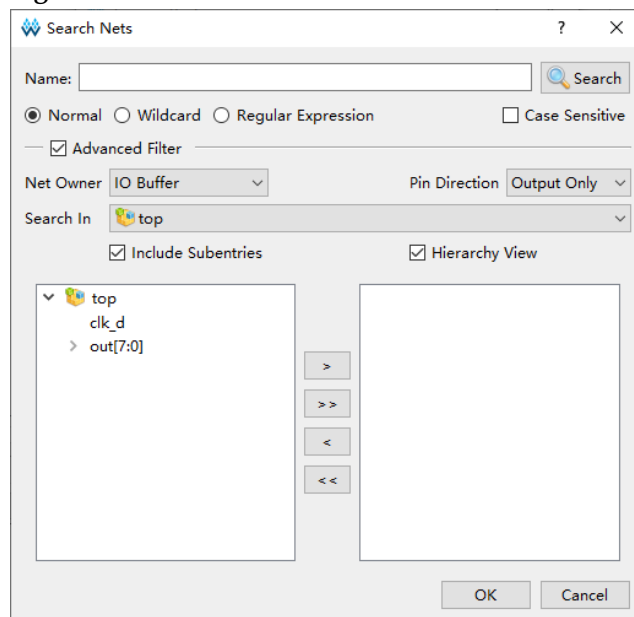 Search Nets ? ×
Name: Search
Normal Wildcard Regular Expression Case Sensitive
Advanced Filter
Net Owner IO Buffer Pin Direction Output Only
Search In top
Include Subentries Hierarchy View
top
clk_d
> out[7:0]
>
>>
<
<<
OK Cancel